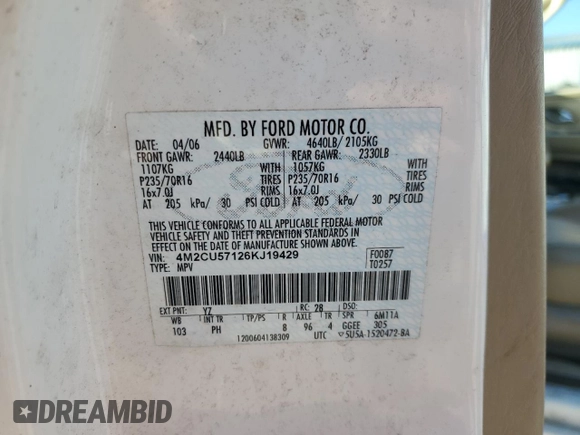 MFD. BY FORD MOTOR CO.
DATE: 04/06 GVWR: 4640LB/ 2105KG
FRONT GAWR: 2440LB REAR GAWR: 2330LB
1107KG WITH 1057KG WITH
P235/70R16 TIRES P235/70R16 TIRES
16x7.0J RIMS 16x7.0J RIMS
AT 205 kPa/ 30 PSI COLD AT 205 kPa/ 30 PSI COLD
THIS VEHICLE CONFORMS TO ALL APPLICABLE FEDERAL MOTOR
VEHICLE SAFETY AND THEFT PREVENTION STANDARDS IN
EFFECT ON THE DATE OF MANUFACTURE SHOWN ABOVE.
VIN: 4M2CU57126KJ19429 F0087
TYPE: MPV T0257
EXT PNT: YZ RC: 28 DSO:
WB INT TR TP/PS R AXLE TR SPR 6M11A
103 PH 8 96 4 GGEE 305
1200604138309 UTC 5U5A-1520472-BA
DREAMBID